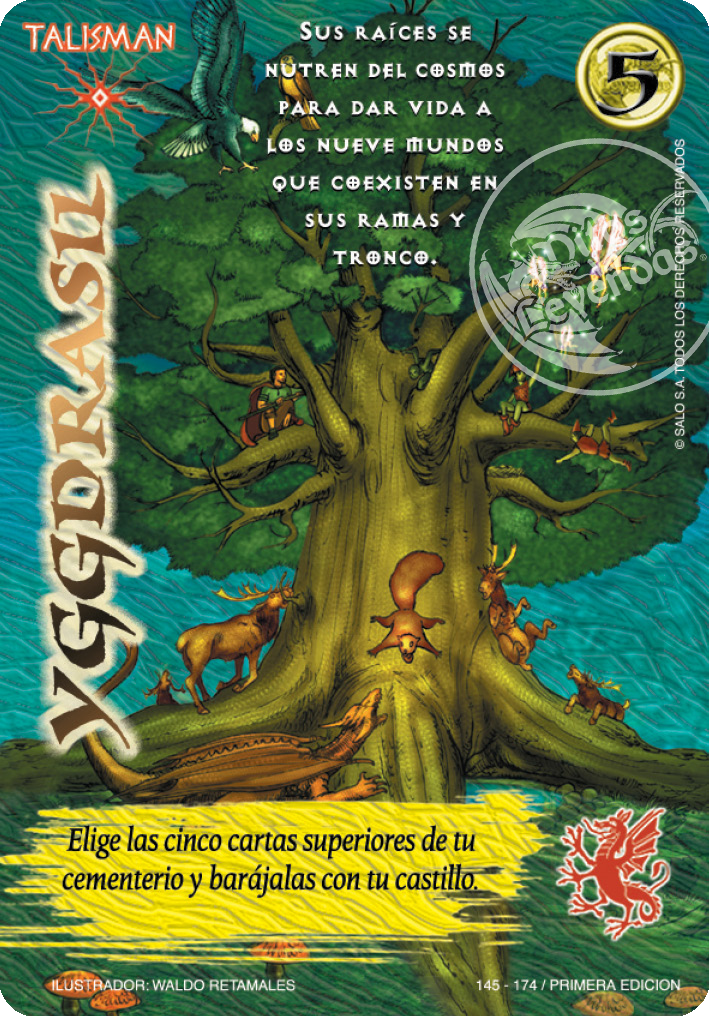 TALISMAN
5
SUS RAÍCES SE
NUTREN DEL COSMOS
PARA DAR VIDA A
LOS NUEVE MUNDOS
QUE COEXISTEN EN
SUS RAMAS Y
TRONCO.
Mitos
y
Leyendas
®
© SALO S.A. TODOS LOS DERECHOS RESERVADOS
YGGDRASIL
Elige las cinco cartas superiores de tu
cementerio y barájalas con tu castillo.
ILUSTRADOR: WALDO RETAMALES
145 - 174 / PRIMERA EDICION